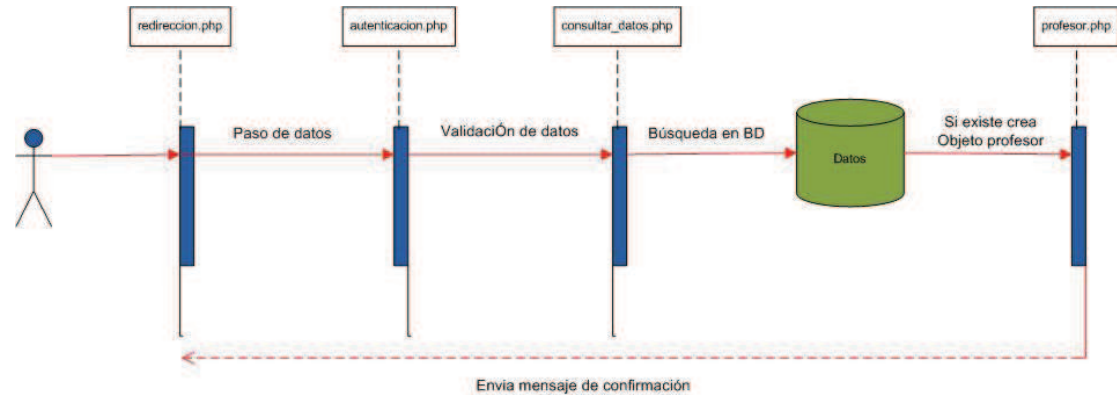 redireccion.php
autenticacion.php
consultar_datos.php
profesor.php
Paso de datos
ValidaciÓn de datos
Búsqueda en BD
Datos
Si existe crea
Objeto profesor
Envia mensaje de confirmación